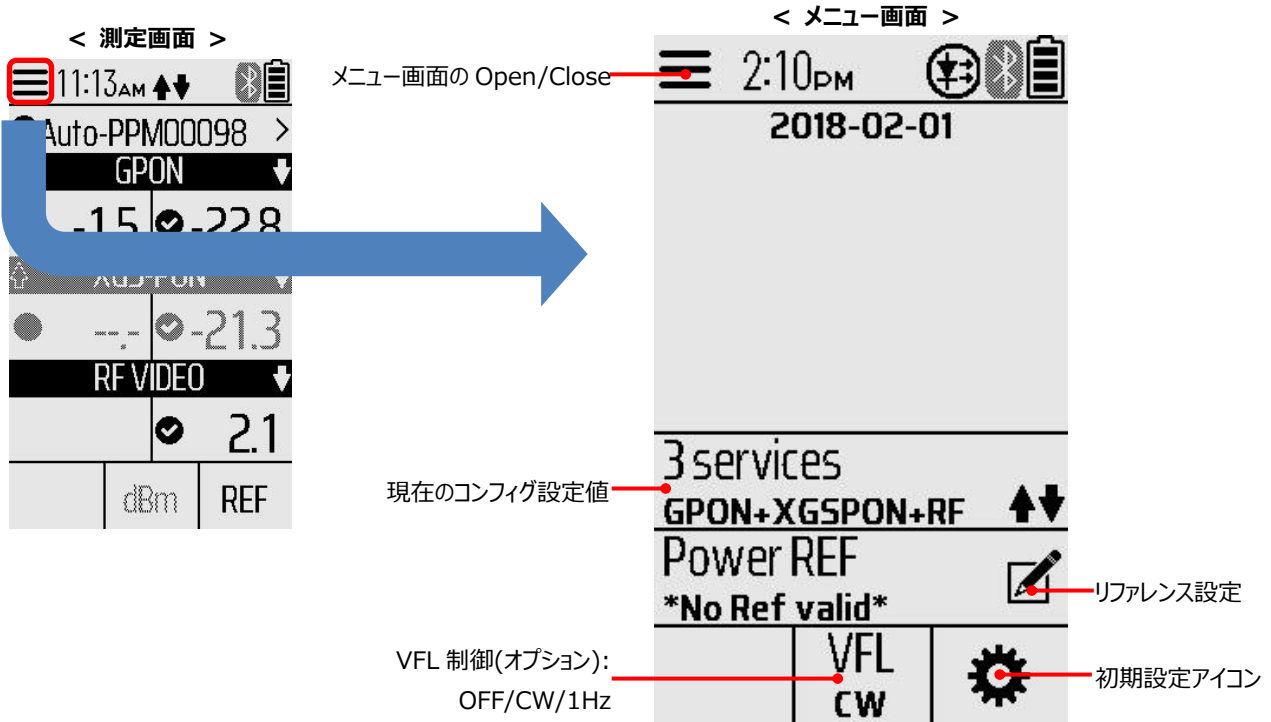 < 測定画面 >
11:13AM
Auto-PPM00098 >
GPON
-1.5 -22.8
XGS-PON
--.- -21.3
RF VIDEO
2.1
dBm REF
メニュー画面の Open/Close
現在のコンフィグ設定値
VFL 制御(オプション):
OFF/CW/1Hz
< メニュー画面 >
2:10PM
2018-02-01
3 services
GPON+XGSPON+RF
Power REF
*No Ref valid*
VFL
CW
リファレンス設定
初期設定アイコン